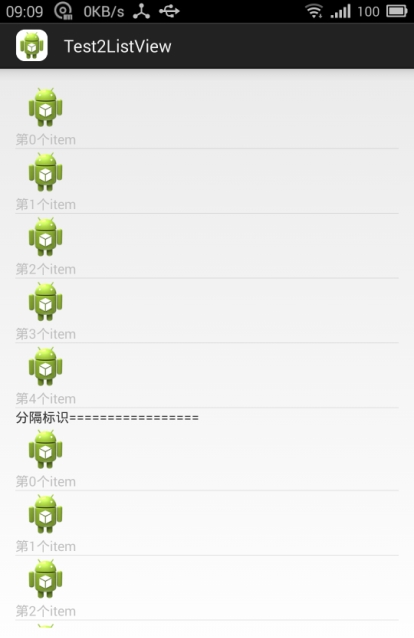 09:09 0KB/s 100
Test2ListView
第0个item
第1个item
第2个item
第3个item
第4个item
分隔标识=================
第0个item
第1个item
第2个item